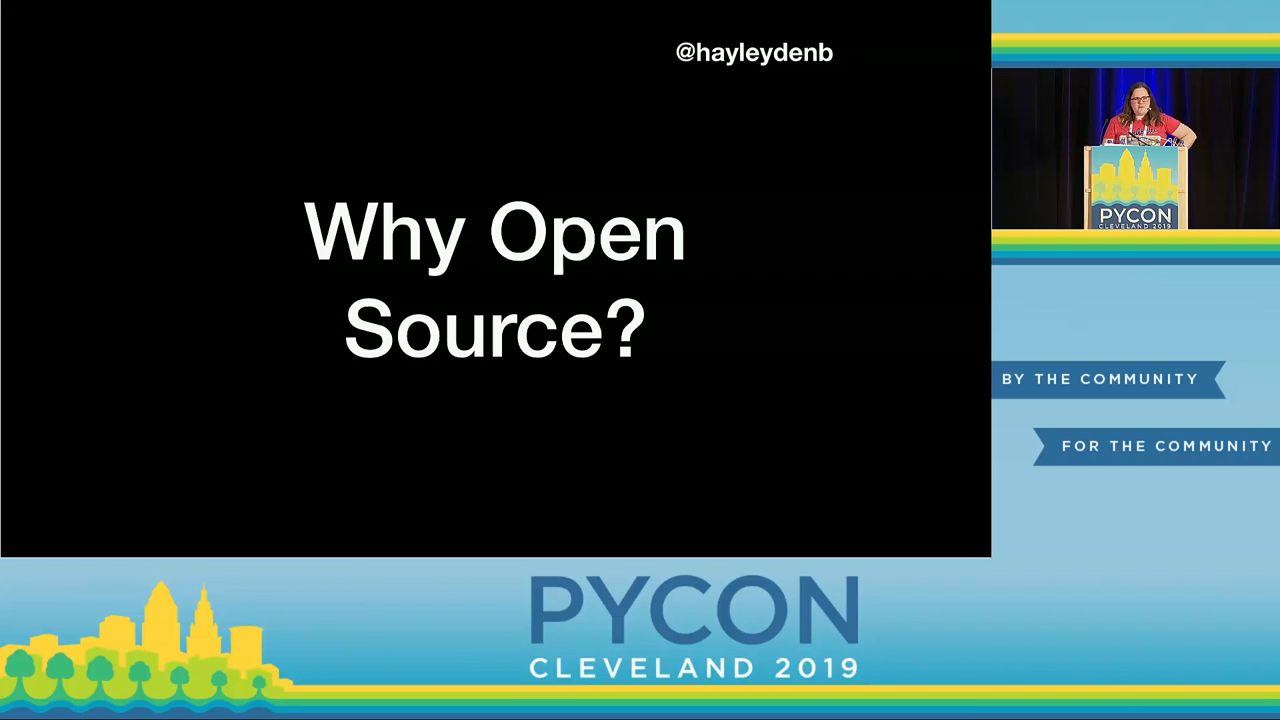 @hayleydenb
Why Open
Source?
PYCON
CLEVELAND 2019
BY THE COMMUNITY
FOR THE COMMUNITY
PYCON
CLEVELAND 2019